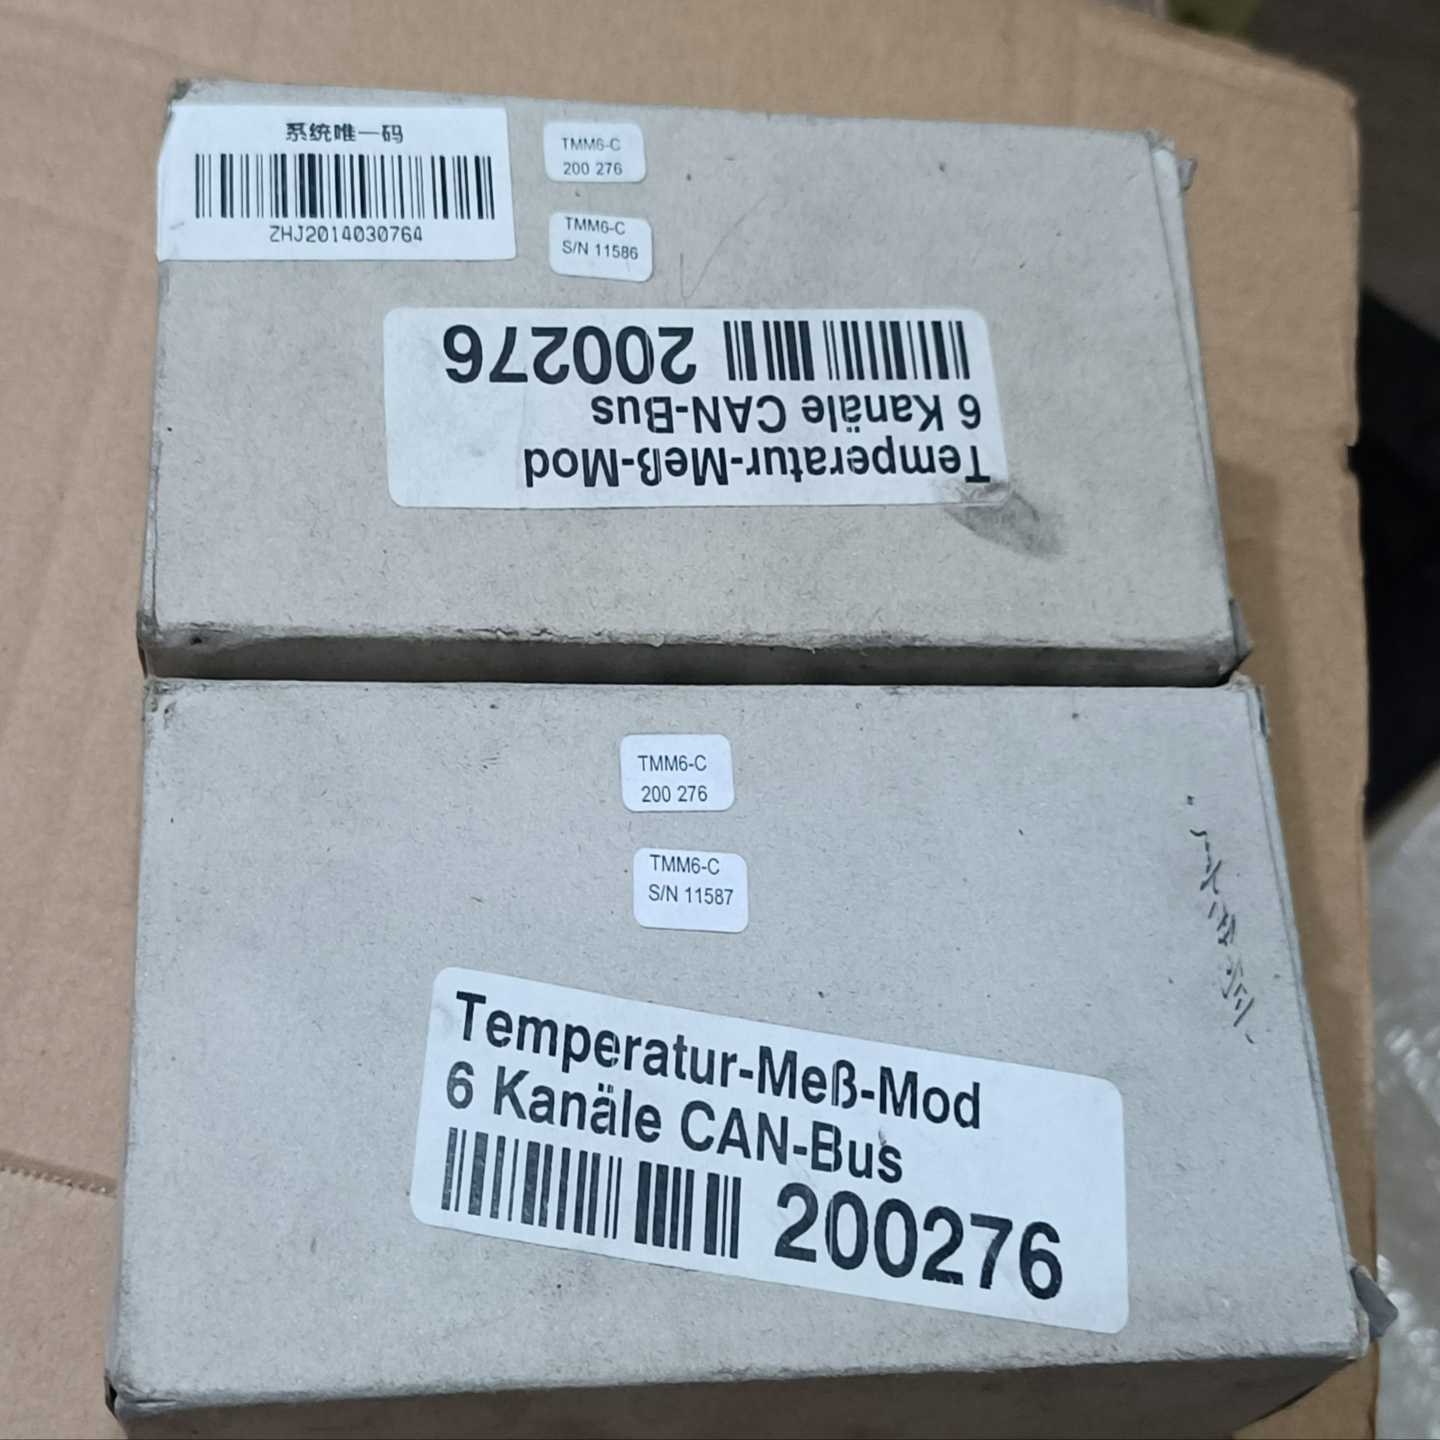 系统唯一码
ZHJ2014030764
TMM6-C
200 276
TMM6-C
S/N 11586
Temperatur-Meß-Mod
6 Kanäle CAN-Bus
200276
TMM6-C
200 276
TMM6-C
S/N 11587
Temperatur-Meß-Mod
6 Kanäle CAN-Bus
200276